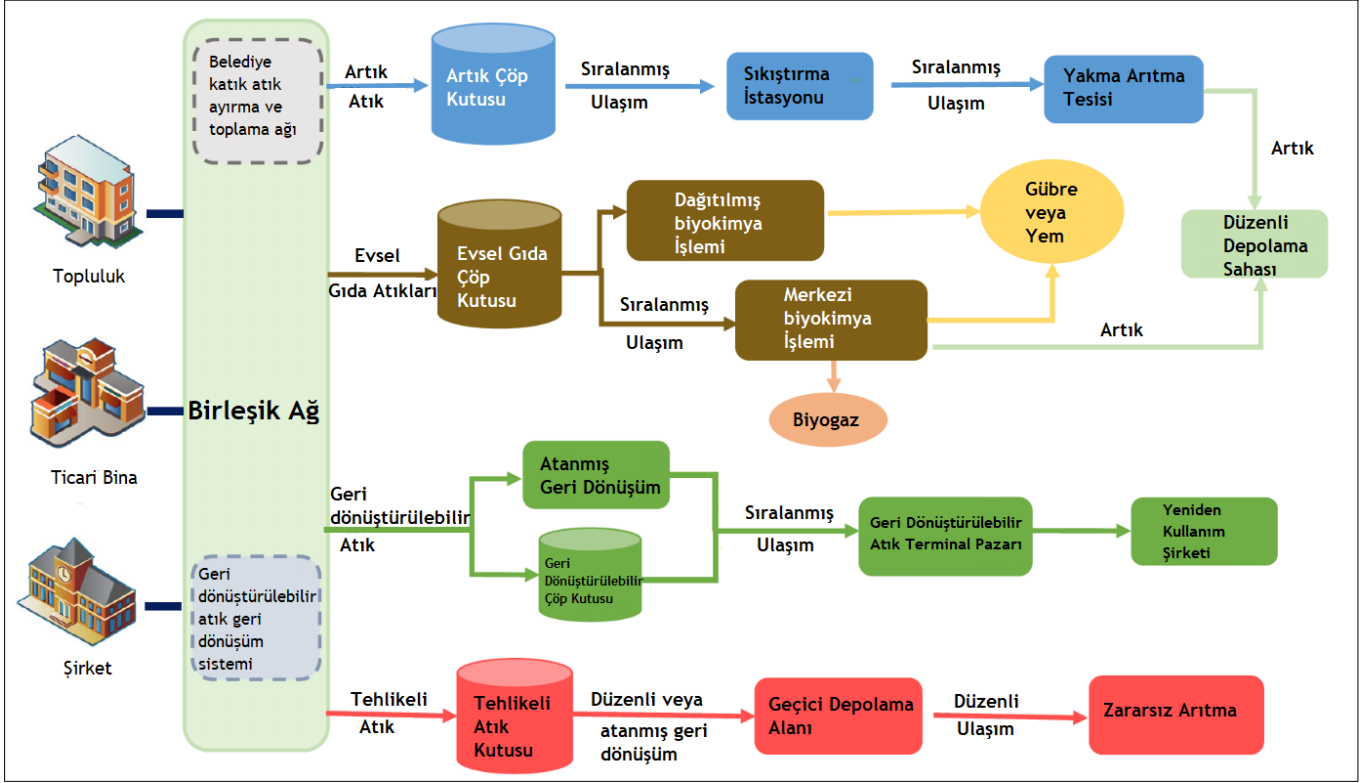 Belediye
katık atık
ayırma ve
toplama ağı
Topluluk
Ticari Bina
Şirket
Birleşik Ağ
Geri
dönüştürülebilir
atık geri
dönüşüm
sistemi
Artık
Atık
Artık Çöp
Kutusu
Sıralanmış
Ulaşım
Sıkıştırma
İstasyonu
Sıralanmış
Ulaşım
Yakma Arıtma
Tesisi
Artık
Düzenli
Depolama
Sahası
Evsel
Gıda Atıkları
Evsel Gıda
Çöp
Kutusu
Dağıtılmış
biyokimya
İşlemi
Gübre
veya
Yem
Sıralanmış
Ulaşım
Merkezi
biyokimya
İşlemi
Artık
Biyogaz
Geri
dönüştürülebilir
Atık
Atanmış
Geri Dönüşüm
Geri
Dönüştürülebilir
Çöp Kutusu
Sıralanmış
Ulaşım
Geri Dönüştürülebilir
Atık Terminal Pazarı
Yeniden
Kullanım
Şirketi
Tehlikeli
Atık
Tehlikeli
Atık
Kutusu
Düzenli veya
atanmış geri
dönüşüm
Geçici Depolama
Alanı
Düzenli
Ulaşım
Zararsız Arıtma